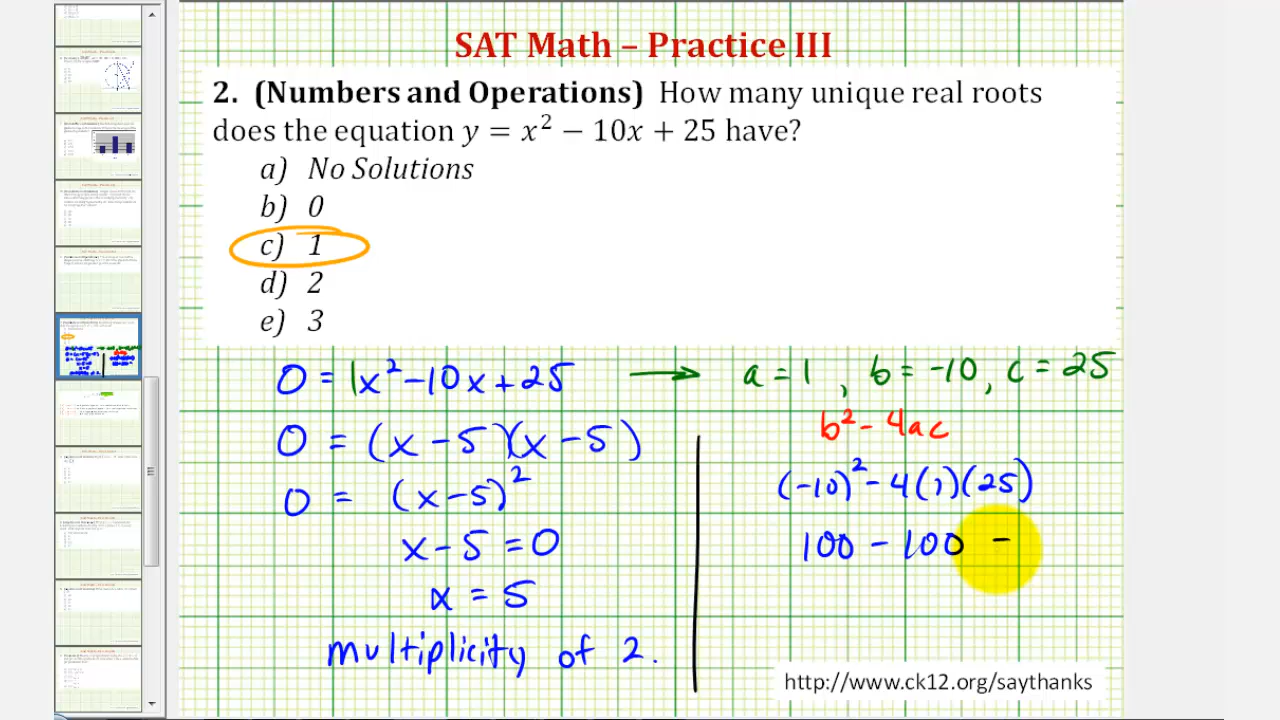 SAT Math – Practice III
2. (Numbers and Operations) How many unique real roots
does the equation y = x² − 10x + 25 have?
a) No Solutions
b) 0
c) 1
d) 2
e) 3
0 = 1x² - 10x + 25 → a = 1, b = -10, c = 25
b² - 4ac
0 = (x - 5)(x - 5)
(-10)² - 4(1)(25)
0 = (x - 5)²
x - 5 = 0
100 - 100 =
x = 5
multiplicity of 2.
http://www.ck12.org/saythanks